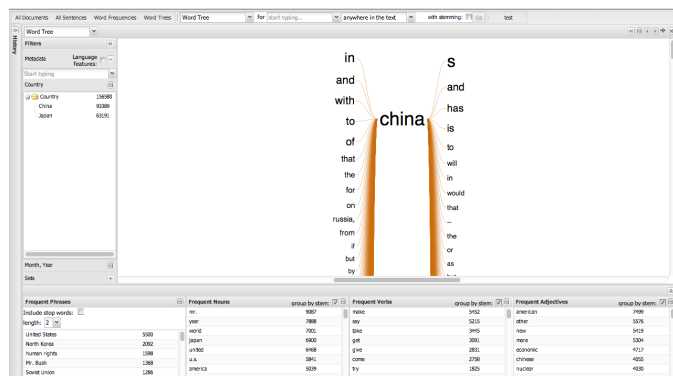 All Documents All Sentences Word Frequencies Word Trees Word Tree for start typing... anywhere in the text with stemming: Go test
History
Word Tree
Filters
Metadata Language features:
Start typing
Country
Country 156580
China 93389
Japan 63191
Month, Year
Sets
in
and
with
to
of
that
the
for
on
russia,
from
if
but
by
china
s
and
has
is
to
will
in
would
that
--
the
or
as
but
Frequent Phrases
Include stop words:
length: 2
United States 5500
North Korea 2092
human rights 1598
Mr. Bush 1368
Soviet Union 1286
Frequent Nouns group by stem:
mr. 9087
year 7888
world 7001
japan 6900
united 6468
u.s. 5841
america 5039
Frequent Verbs group by stem:
make 5452
say 5215
take 3445
get 3091
give 2831
come 2758
try 1825
Frequent Adjectives group by stem:
american 7499
other 5576
new 5419
more 5304
economic 4717
chinese 4055
nuclear 4030